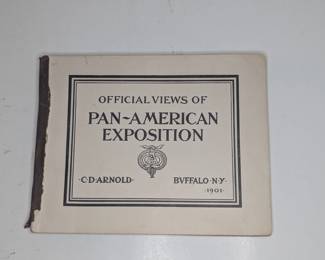 OFFICIAL VIEWS OF
PAN-AMERICAN
EXPOSITION
·C·D·ARNOLD· BVFFALO·N·Y·
·1901·